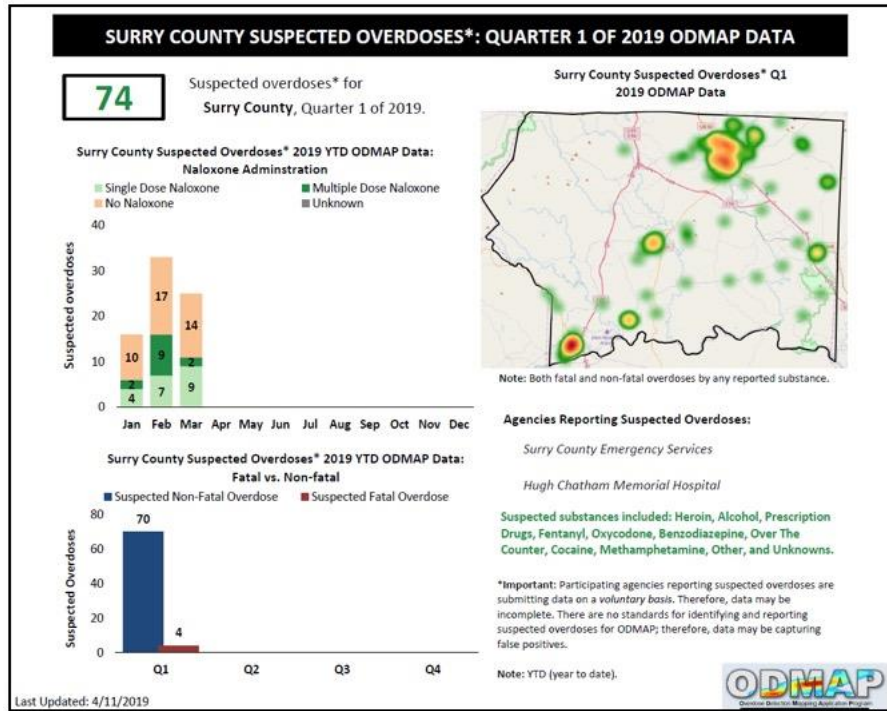 SURRY COUNTY SUSPECTED OVERDOSES*: QUARTER 1 OF 2019 ODMAP DATA
74
Suspected overdoses* for
Surry County, Quarter 1 of 2019.
Surry County Suspected Overdoses* 2019 YTD ODMAP Data:
Naloxone Adminstration
Single Dose Naloxone
Multiple Dose Naloxone
No Naloxone
Unknown
Suspected overdoses
40
30
20
10
0
10
2
4
17
9
7
14
2
9
Jan Feb Mar Apr May Jun Jul Aug Sep Oct Nov Dec
Surry County Suspected Overdoses* 2019 YTD ODMAP Data:
Fatal vs. Non-fatal
Suspected Non-Fatal Overdose
Suspected Fatal Overdose
Suspected Overdoses
80
60
40
20
0
70
4
Q1 Q2 Q3 Q4
Last Updated: 4/11/2019
Surry County Suspected Overdoses* Q1
2019 ODMAP Data
Note: Both fatal and non-fatal overdoses by any reported substance.
Agencies Reporting Suspected Overdoses:
Surry County Emergency Services
Hugh Chatham Memorial Hospital
Suspected substances included: Heroin, Alcohol, Prescription
Drugs, Fentanyl, Oxycodone, Benzodiazepine, Over The
Counter, Cocaine, Methamphetamine, Other, and Unknowns.
*Important: Participating agencies reporting suspected overdoses are
submitting data on a voluntary basis. Therefore, data may be
incomplete. There are no standards for identifying and reporting
suspected overdoses for ODMAP; therefore, data may be capturing
false positives.
Note: YTD (year to date).
ODMAP
Overdose Detection Mapping Application Program